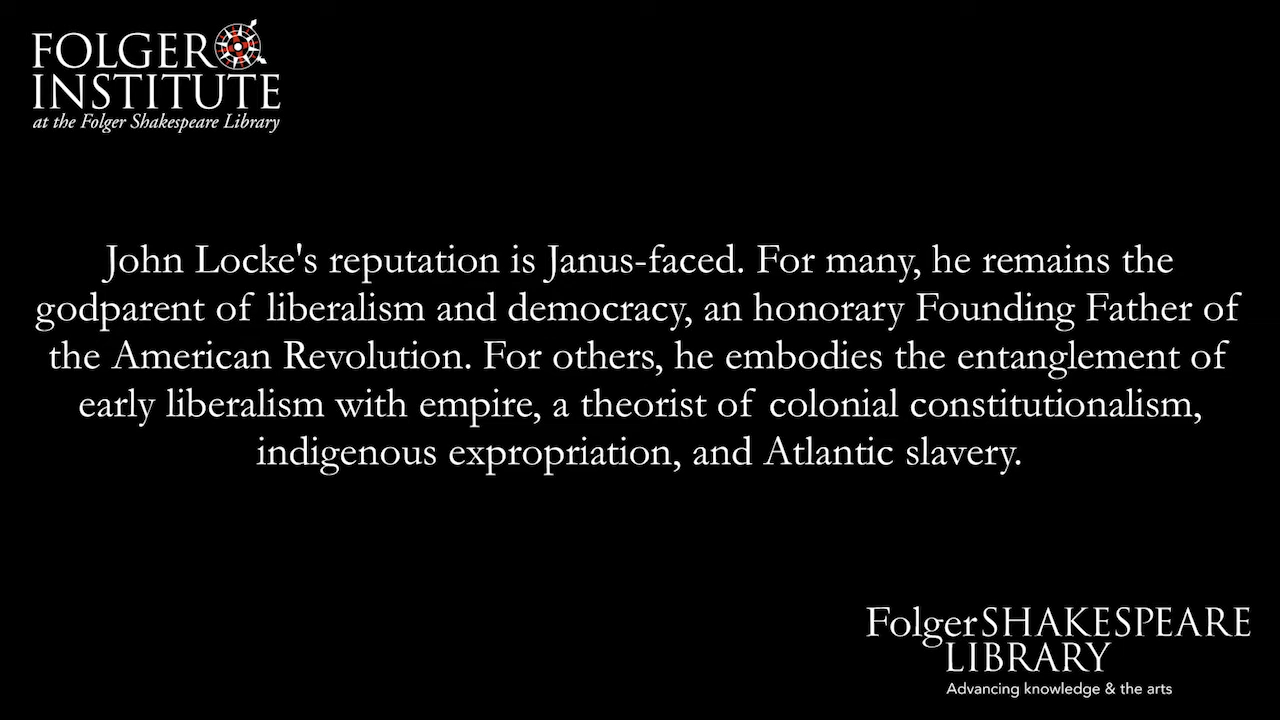 FOLGER
INSTITUTE
at the Folger Shakespeare Library
John Locke's reputation is Janus-faced. For many, he remains the
godparent of liberalism and democracy, an honorary Founding Father of
the American Revolution. For others, he embodies the entanglement of
early liberalism with empire, a theorist of colonial constitutionalism,
indigenous expropriation, and Atlantic slavery.
Folger SHAKESPEARE
LIBRARY
Advancing knowledge & the arts